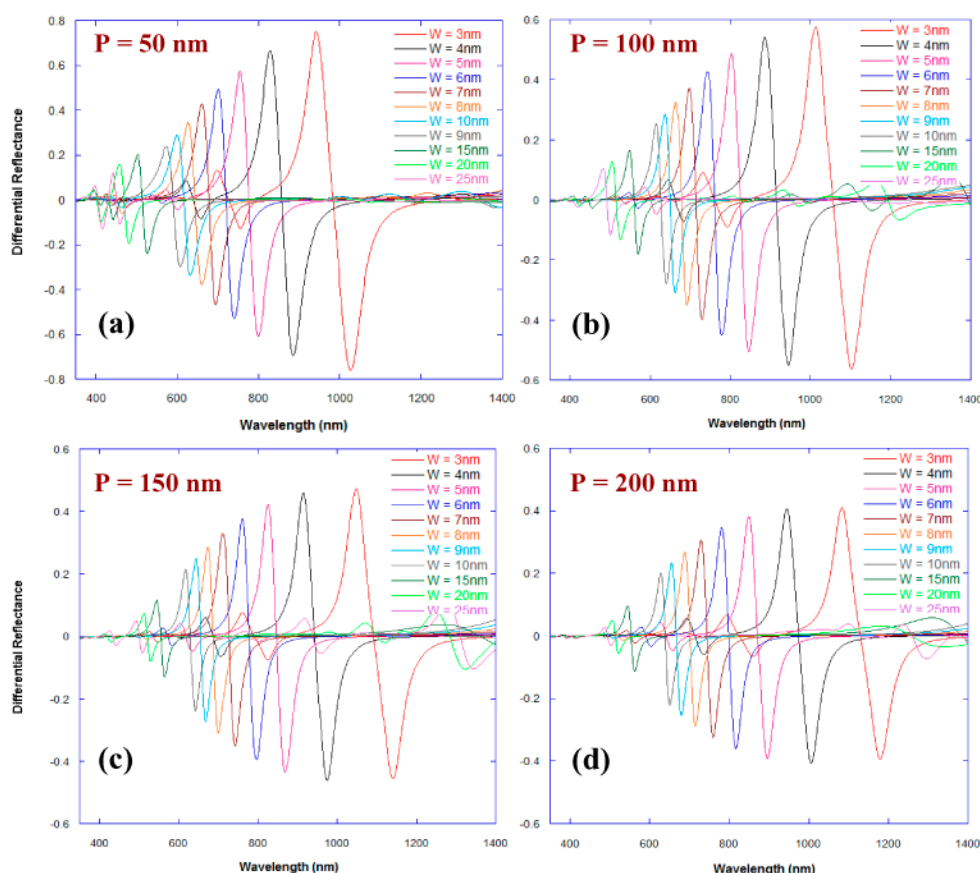 P = 50 nm
W = 3nm
W = 4nm
W = 5nm
W = 6nm
W = 7nm
W = 8nm
W = 10nm
W = 9nm
W = 15nm
W = 20nm
W = 25nm
0.8
0.6
0.4
0.2
0
-0.2
-0.4
-0.6
-0.8
Differential Reflectance
(a)
400
600
800
1000
1200
1400
Wavelength (nm)
P = 100 nm
W = 3nm
W = 4nm
W = 5nm
W = 6nm
W = 7nm
W = 8nm
W = 9nm
W = 10nm
W = 15nm
W = 20nm
W = 25nm
0.6
0.4
0.2
0
-0.2
-0.4
-0.6
(b)
400
600
800
1000
1200
1400
Wavelength (nm)
P = 150 nm
W = 3nm
W = 4nm
W = 5nm
W = 6nm
W = 7nm
W = 8nm
W = 9nm
W = 10nm
W = 15nm
W = 20nm
W = 25nm
0.6
0.4
0.2
0
-0.2
-0.4
-0.6
Differential Reflectance
(c)
400
600
800
1000
1200
1400
Wavelength (nm)
P = 200 nm
W = 3nm
W = 4nm
W = 5nm
W = 6nm
W = 7nm
W = 8nm
W = 9nm
W = 10nm
W = 15nm
W = 20nm
W = 25nm
0.6
0.4
0.2
0
-0.2
-0.4
-0.6
(d)
400
600
800
1000
1200
1400
Wavelength (nm)